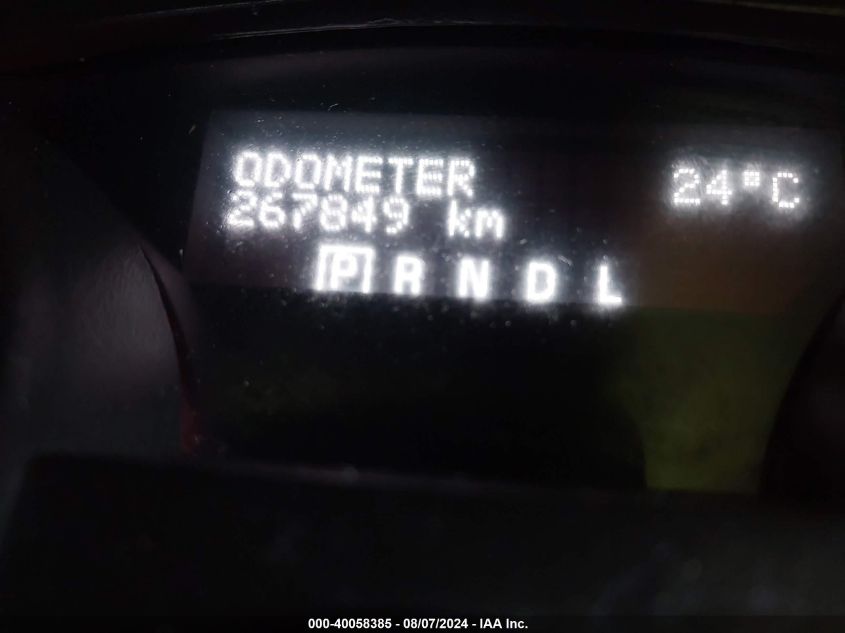 ODOMETER 24°C
267849 km
P R N D L
000-40058385 - 08/07/2024 - IAA Inc.